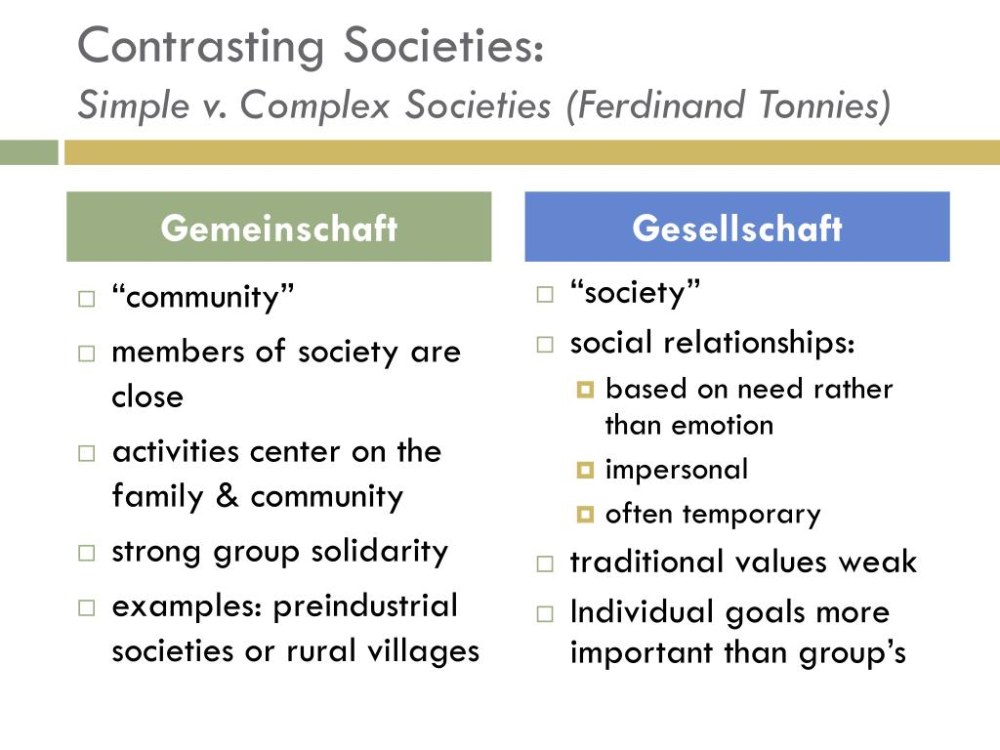 Contrasting Societies:
Simple v. Complex Societies (Ferdinand Tonnies)
Gemeinschaft
“community”
members of society are
close
activities center on the
family & community
strong group solidarity
examples: preindustrial
societies or rural villages
Gesellschaft
“society”
social relationships:
based on need rather
than emotion
impersonal
often temporary
traditional values weak
Individual goals more
important than group’s